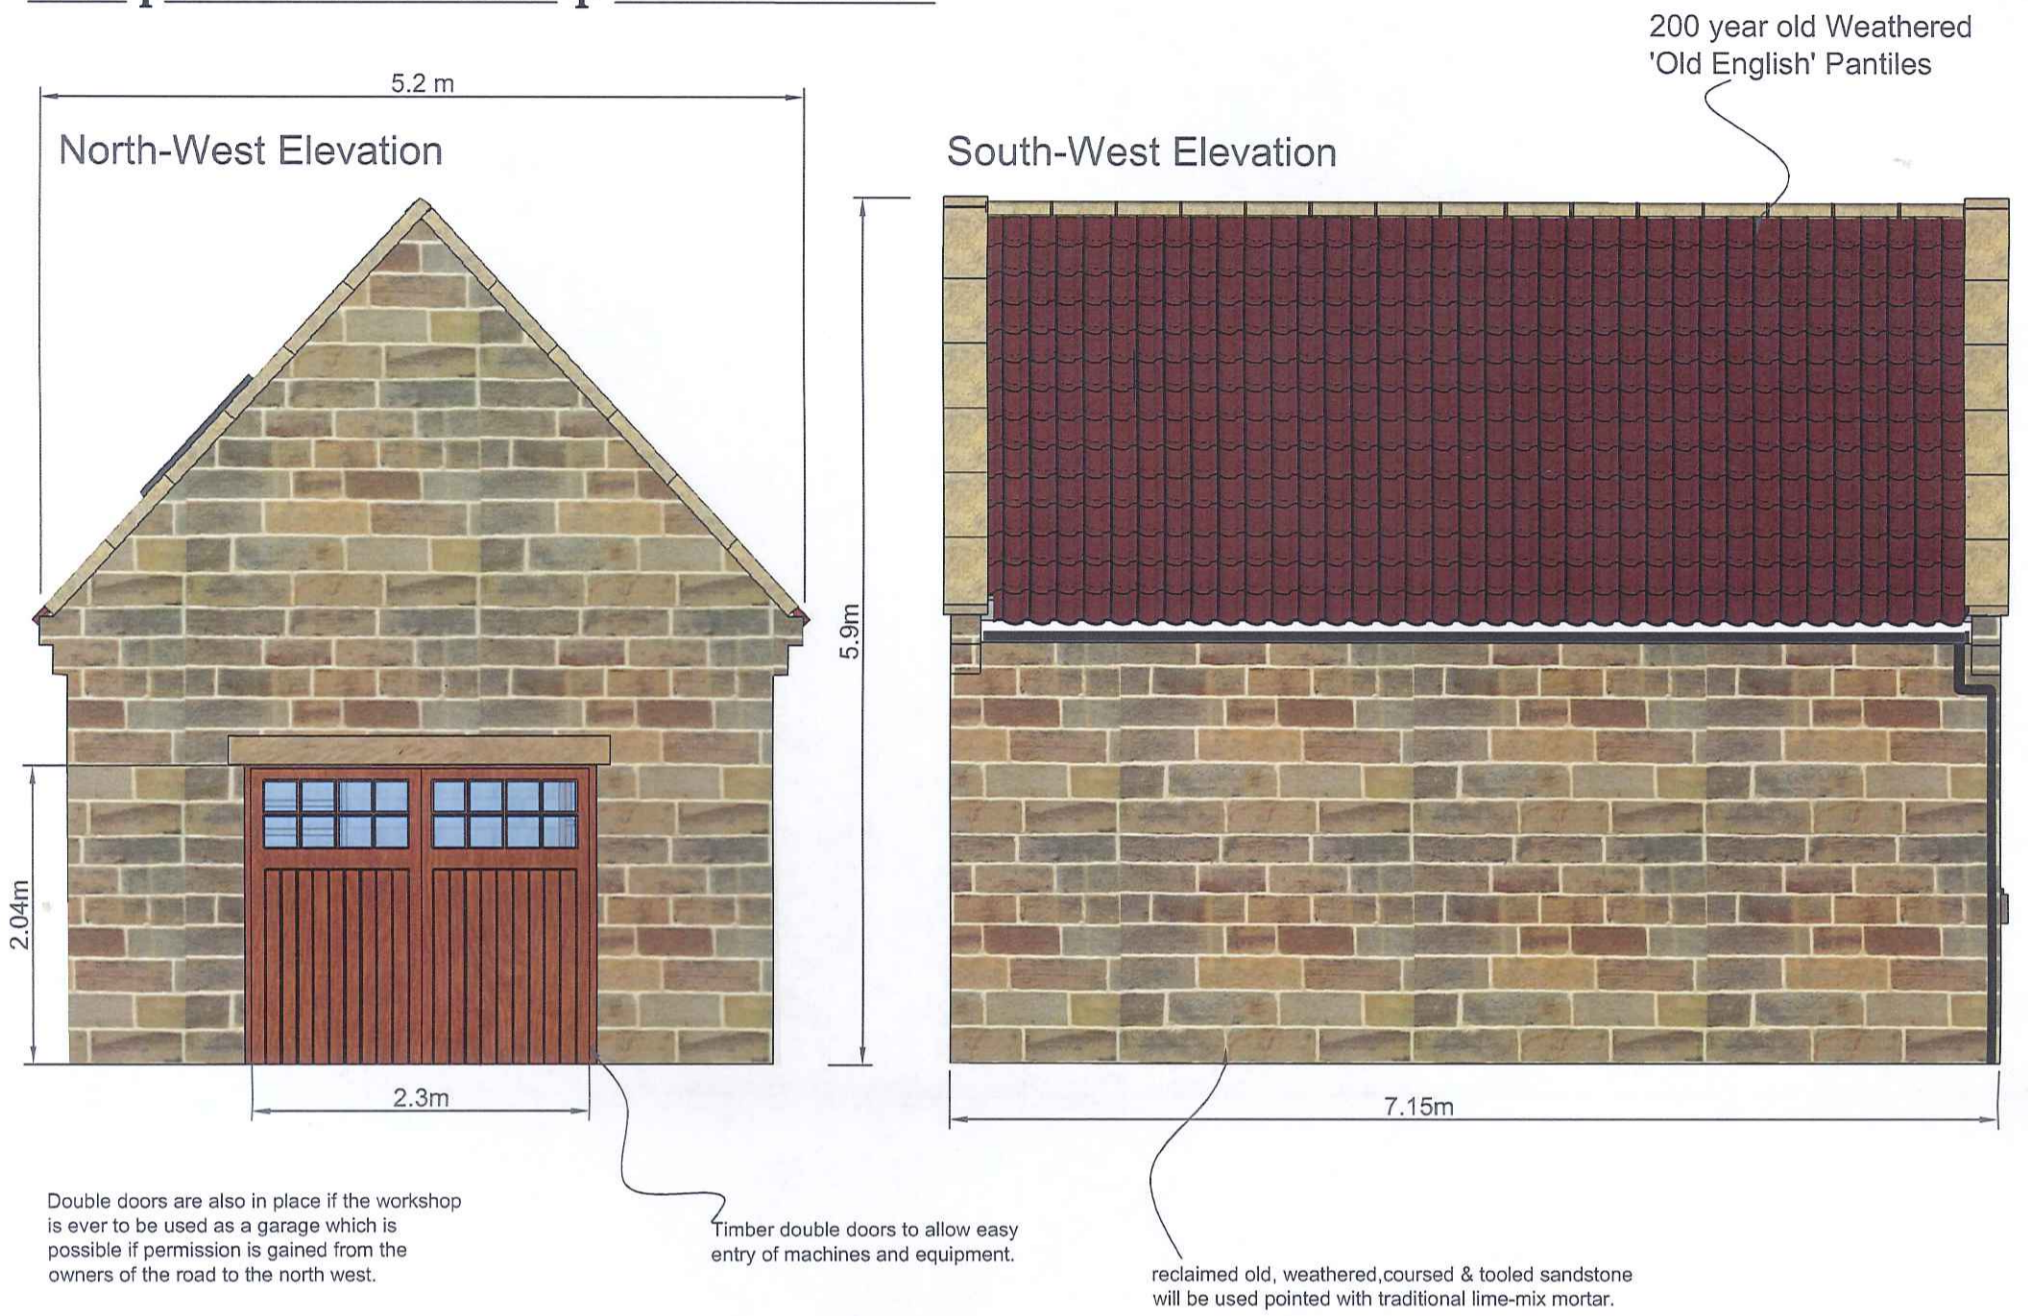 200 year old Weathered
'Old English' Pantiles
5.2 m
North-West Elevation
South-West Elevation
5.9m
2.04m
2.3m
7.15m
Double doors are also in place if the workshop
is ever to be used as a garage which is
possible if permission is gained from the
owners of the road to the north west.
Timber double doors to allow easy
entry of machines and equipment.
reclaimed old, weathered,coursed & tooled sandstone
will be used pointed with traditional lime-mix mortar.